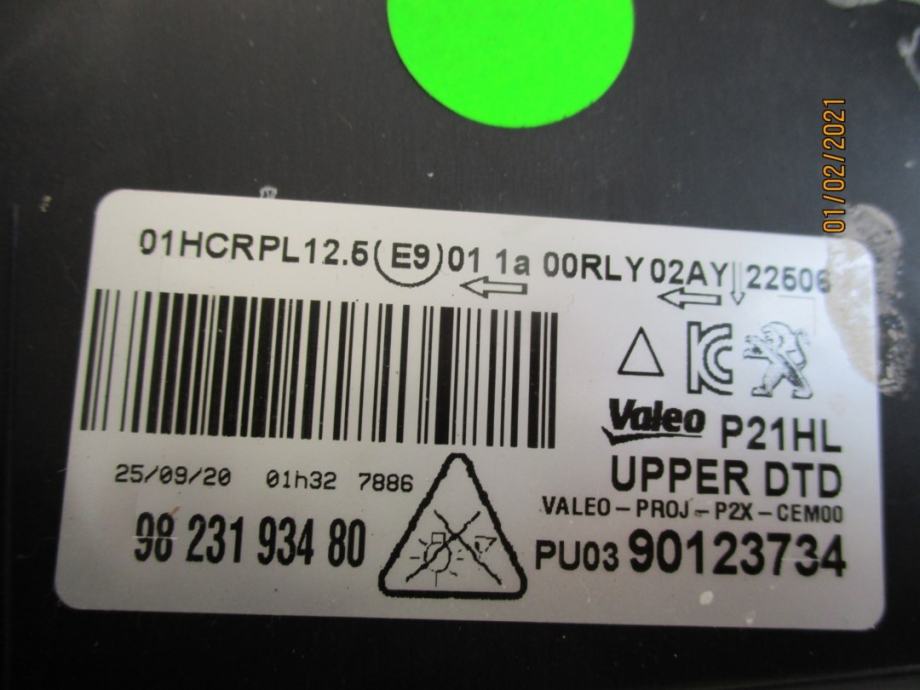 01/02/2021
01HCRPL12.5 E9 01 1a 00RLY 02AY 22506
KC
Valeo P21HL
UPPER DTD
25/09/20 01h32 7886
VALEO-PROJ-P2X-CEM00
98 231 934 80
PU03 90123734